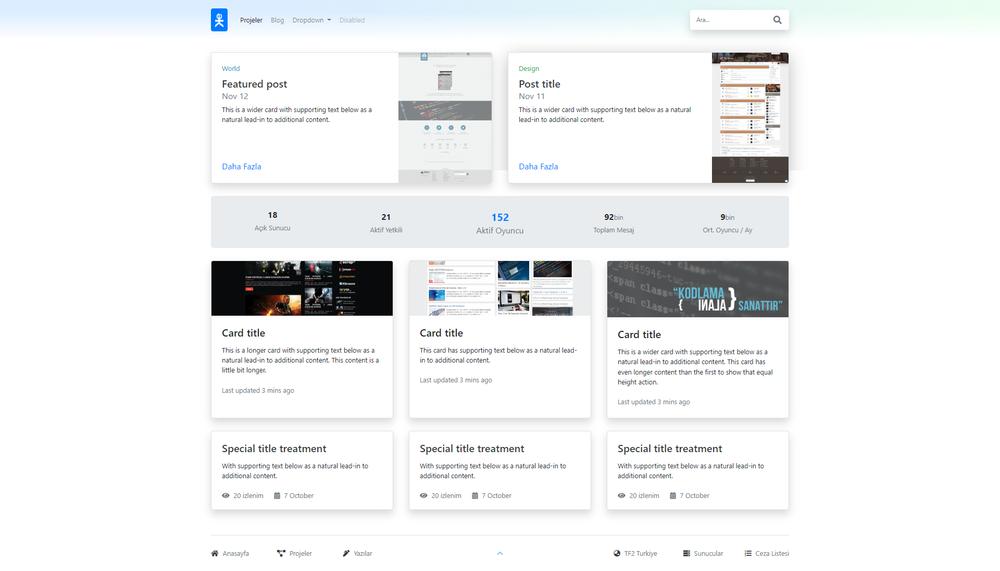 Projeler Blog Dropdown Disabled
Ara...
World
Featured post
Nov 12
This is a wider card with supporting text below as a
natural lead-in to additional content.
Daha Fazla
Design
Post title
Nov 11
This is a wider card with supporting text below as a natural
lead-in to additional content.
Daha Fazla
18
Açık Sunucu
21
Aktif Yetkili
152
Aktif Oyuncu
92bin
Toplam Mesaj
9bin
Ort. Oyuncu / Ay
Card title
This is a longer card with supporting text below as a
natural lead-in to additional content. This content is a
little bit longer.
Last updated 3 mins ago
Card title
This card has supporting text below as a natural lead-
in to additional content.
Last updated 3 mins ago
_29445946-
<span class=
<span class=
"KODLAMA
SANATTIR"
Card title
This is a wider card with supporting text below as a
natural lead-in to additional content. This card has
even longer content than the first to show that equal
height action.
Last updated 3 mins ago
Special title treatment
With supporting text below as a natural lead-in to
additional content.
20 izlenim 7 October
Special title treatment
With supporting text below as a natural lead-in to
additional content.
20 izlenim 7 October
Special title treatment
With supporting text below as a natural lead-in to
additional content.
20 izlenim 7 October
Anasayfa Projeler Yazılar TF2 Turkiye Sunucular Ceza Listesi